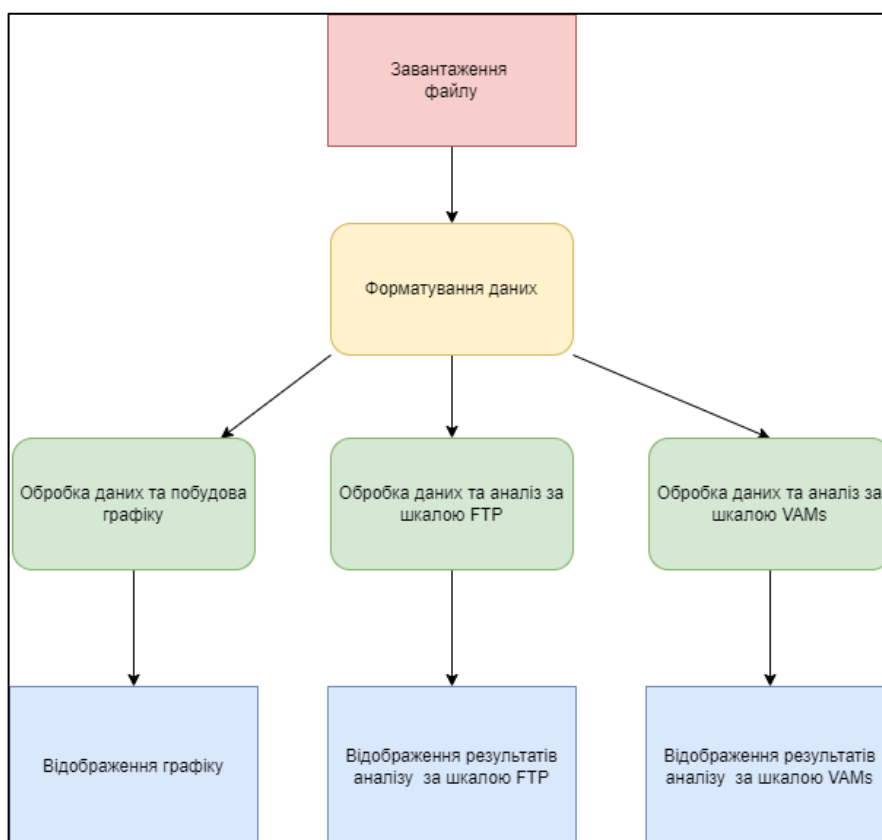 Завантаження
файлу
Форматування даних
Обробка даних та побудова
графіку
Обробка даних та аналіз за
шкалою FTP
Обробка даних та аналіз за
шкалою VAMs
Відображення графіку
Відображення результатів
аналізу за шкалою FTP
Відображення результатів
аналізу за шкалою VAMs